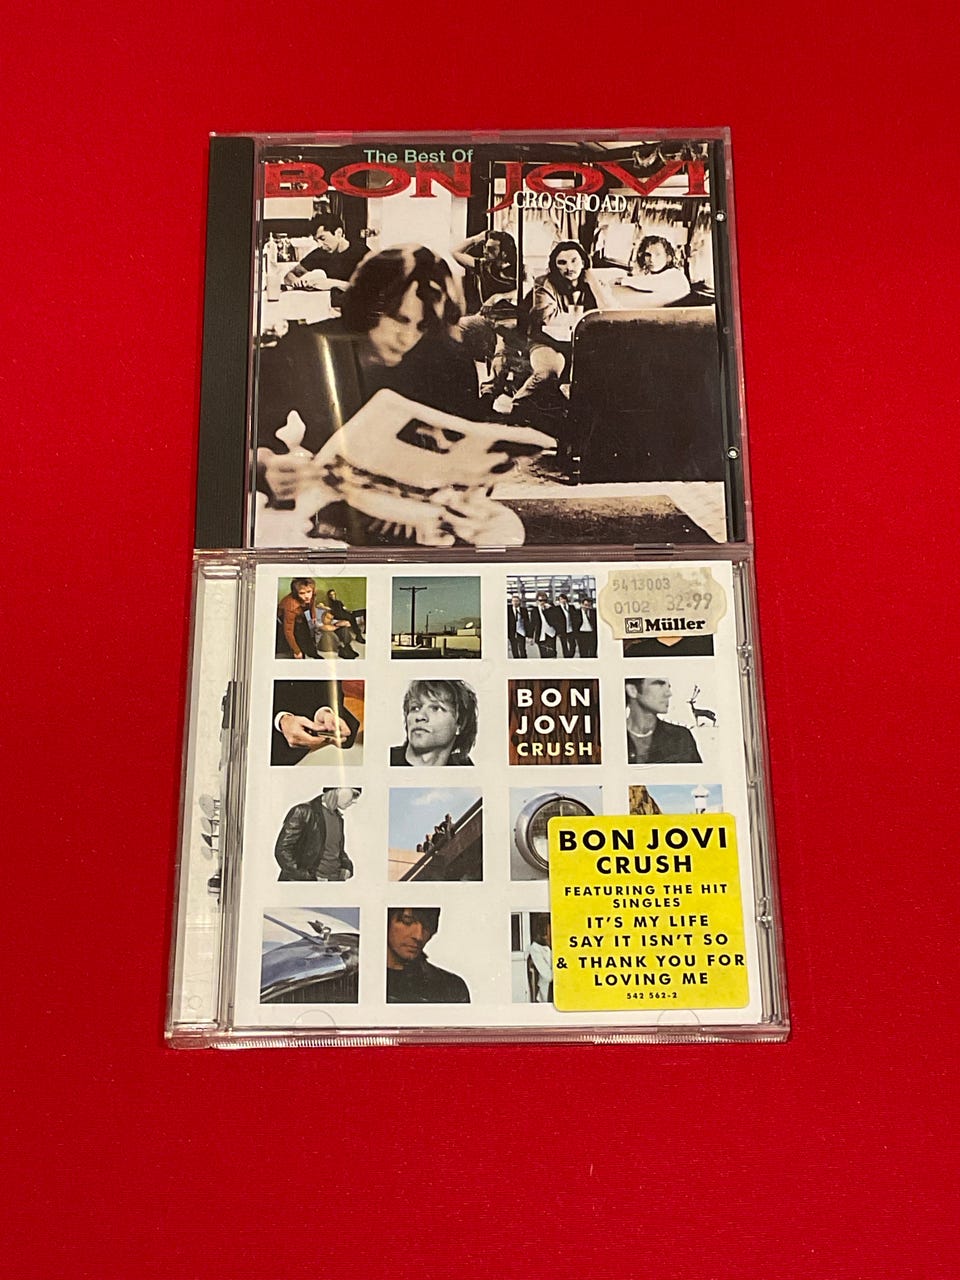 The Best Of
BON JOVI
CROSSROAD
5413003
0102 32.99
M Müller
BON
JOVI
CRUSH
BON JOVI
CRUSH
FEATURING THE HIT
SINGLES
IT'S MY LIFE
SAY IT ISN'T SO
& THANK YOU FOR
LOVING ME
542 562-2